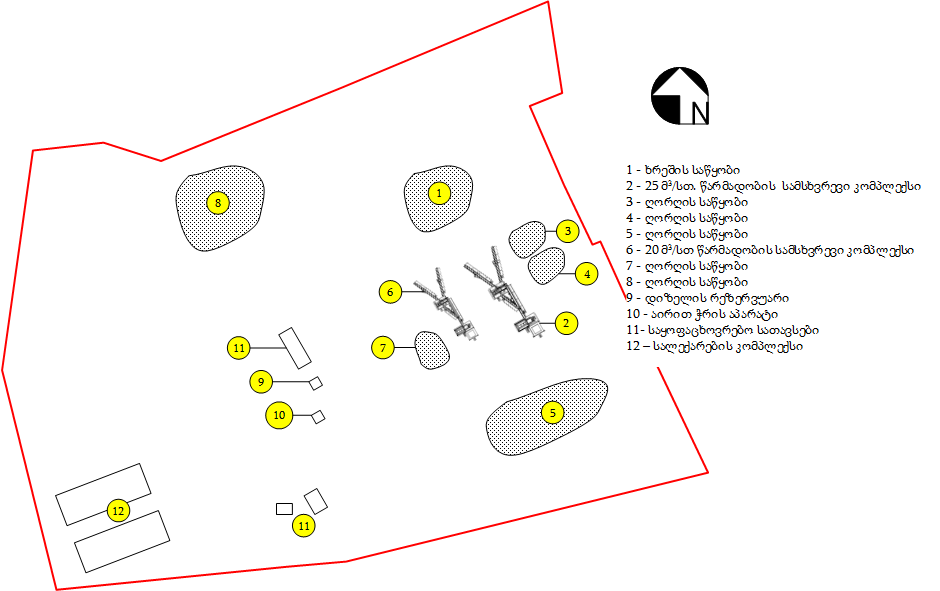 N
1 - ხრეშის საწყობი
2 - 25 მ³/სთ. წარმადობის სამსხვრევი კომპლექსი
3 - ღორღის საწყობი
4 - ღორღის საწყობი
5 - ღორღის საწყობი
6 - 20 მ³/სთ წარმადობის სამსხვრევი კომპლექსი
7 - ღორღის საწყობი
8 - ღორღის საწყობი
9 - დიზელის რეზერვუარი
10 - აირით ჭრის აპარატი
11- საყოფაცხოვრებო სათავსები
12 – სალექარების კომპლექსი
8
1
3
4
6
2
11
7
9
10
5
12
11